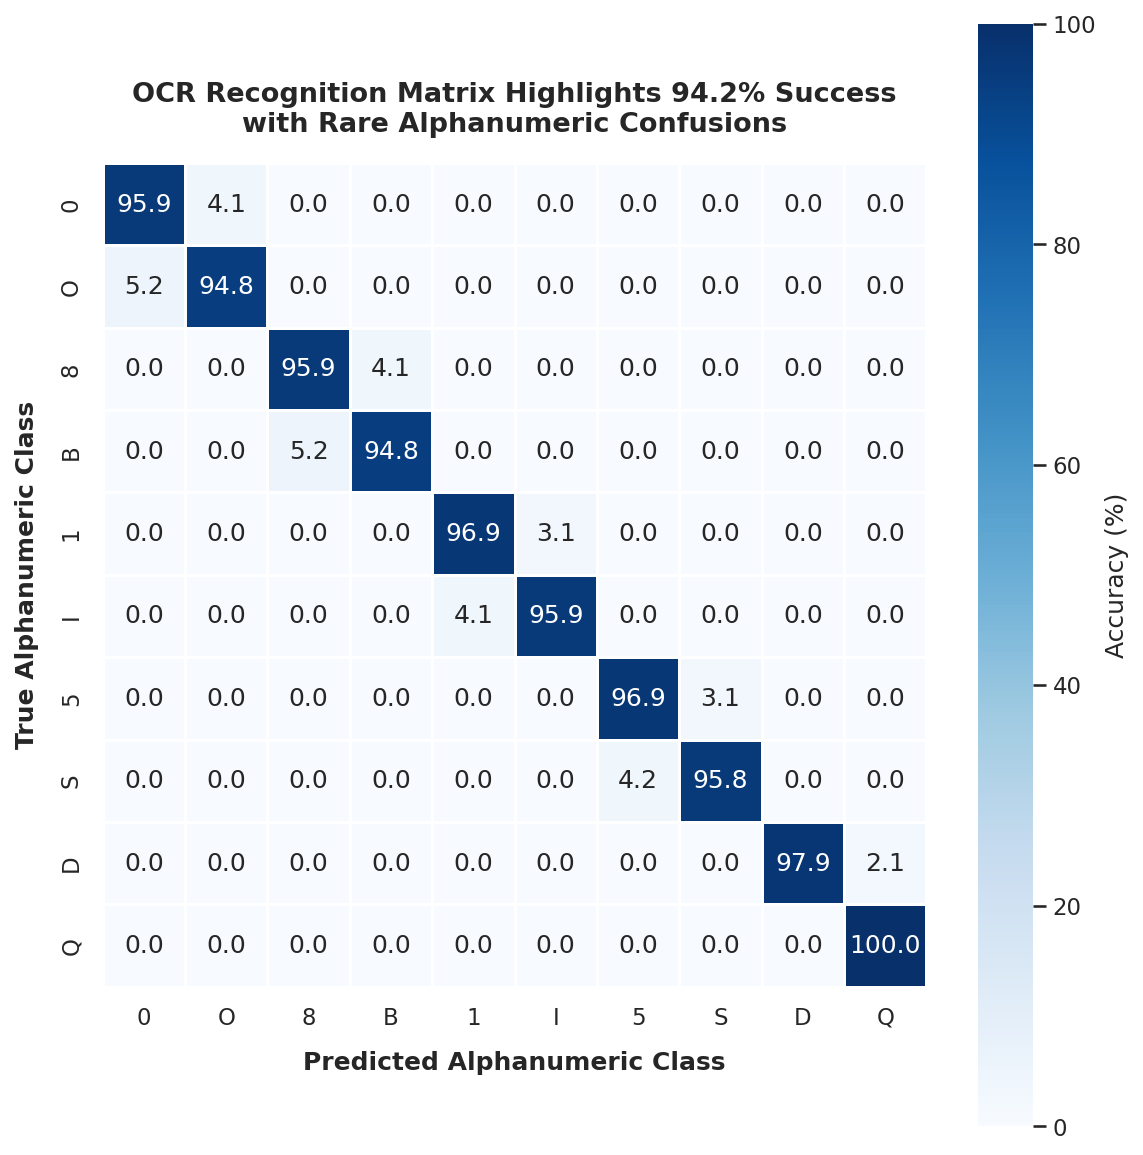 OCR Recognition Matrix Highlights 94.2% Success
with Rare Alphanumeric Confusions
True Alphanumeric Class
0 95.9 4.1 0.0 0.0 0.0 0.0 0.0 0.0 0.0 0.0
O 5.2 94.8 0.0 0.0 0.0 0.0 0.0 0.0 0.0 0.0
8 0.0 0.0 95.9 4.1 0.0 0.0 0.0 0.0 0.0 0.0
B 0.0 0.0 5.2 94.8 0.0 0.0 0.0 0.0 0.0 0.0
1 0.0 0.0 0.0 0.0 96.9 3.1 0.0 0.0 0.0 0.0
I 0.0 0.0 0.0 0.0 4.1 95.9 0.0 0.0 0.0 0.0
5 0.0 0.0 0.0 0.0 0.0 0.0 96.9 3.1 0.0 0.0
S 0.0 0.0 0.0 0.0 0.0 0.0 4.2 95.8 0.0 0.0
D 0.0 0.0 0.0 0.0 0.0 0.0 0.0 0.0 97.9 2.1
Q 0.0 0.0 0.0 0.0 0.0 0.0 0.0 0.0 0.0 100.0
0 O 8 B 1 I 5 S D Q
Predicted Alphanumeric Class
100
80
60
40
20
0
Accuracy (%)